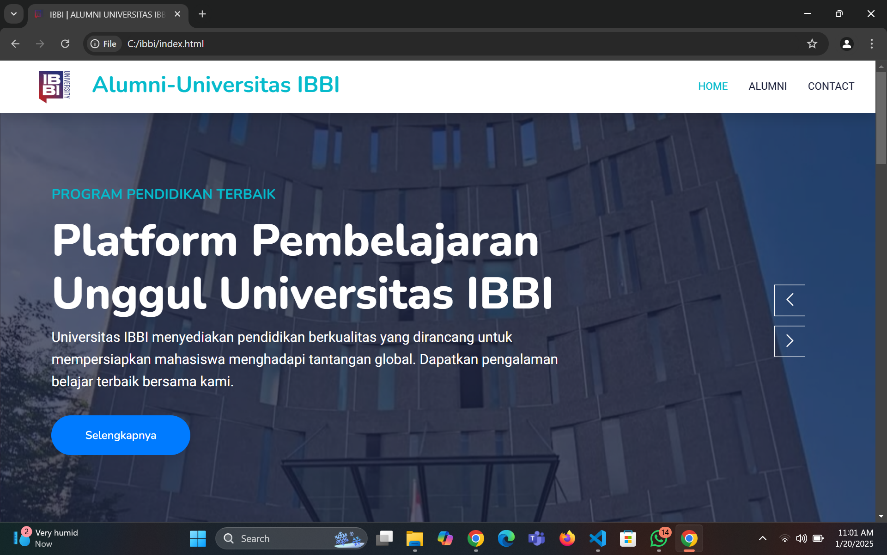 IBBI | ALUMNI UNIVERSITAS IBB
File
C:/ibbi/index.html
IB
BI
UNIVERSITY
Alumni-Universitas IBBI
HOME
ALUMNI
CONTACT
PROGRAM PENDIDIKAN TERBAIK
Platform Pembelajaran
Unggul Universitas IBBI
Universitas IBBI menyediakan pendidikan berkualitas yang dirancang untuk
mempersiapkan mahasiswa menghadapi tantangan global. Dapatkan pengalaman
belajar terbaik bersama kami.
Selengkapnya
2
Very humid
Now
Search
14
11:01 AM
1/20/2025